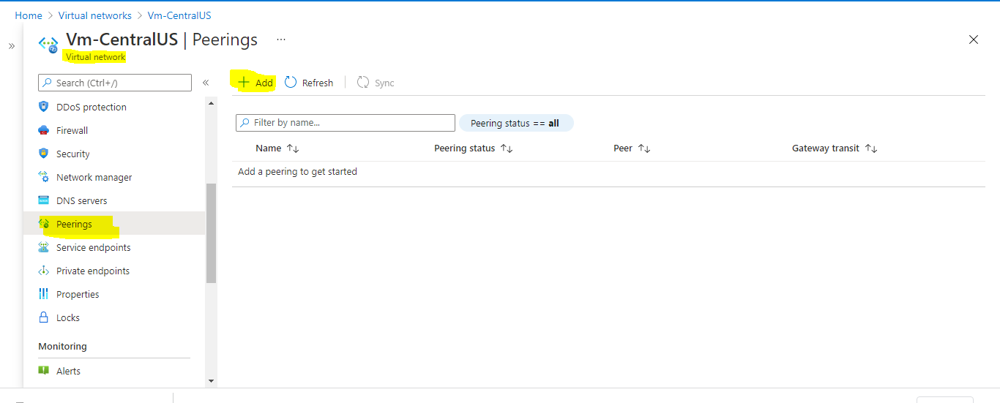 Home > Virtual networks > Vm-CentralUS
»
Vm-CentralUS | Peerings ...
Virtual network
Search (Ctrl+/) «
DDoS protection
Firewall
Security
Network manager
DNS servers
Peerings
Service endpoints
Private endpoints
Properties
Locks
Monitoring
Alerts
+ Add Refresh Sync
Filter by name... Peering status == all
Name ↑↓ Peering status ↑↓ Peer ↑↓ Gateway transit ↑↓
Add a peering to get started